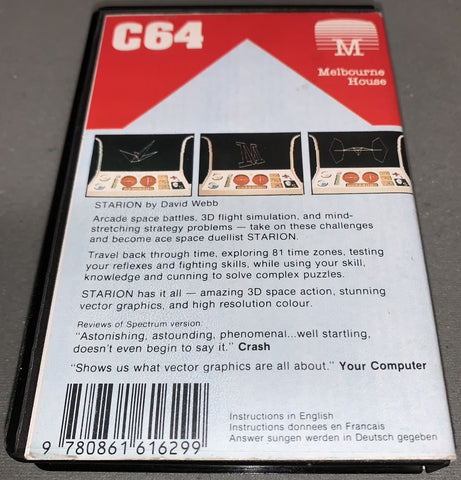 C64
M
Melbourne
House
M
STARION by David Webb
Arcade space battles, 3D flight simulation, and mind-
stretching strategy problems — take on these challenges
and become ace space duellist STARION.
Travel back through time, exploring 81 time zones, testing
your reflexes and fighting skills, while using your skill,
knowledge and cunning to solve complex puzzles.
STARION has it all — amazing 3D space action, stunning
vector graphics, and high resolution colour.
Reviews of Spectrum version:
"Astonishing, astounding, phenomenal...well startling,
doesn't even begin to say it." Crash
"Shows us what vector graphics are all about." Your Computer
Instructions in English
Instructions donnees en Francais
Answer sungen werden in Deutsch gegeben
9 780861 616299